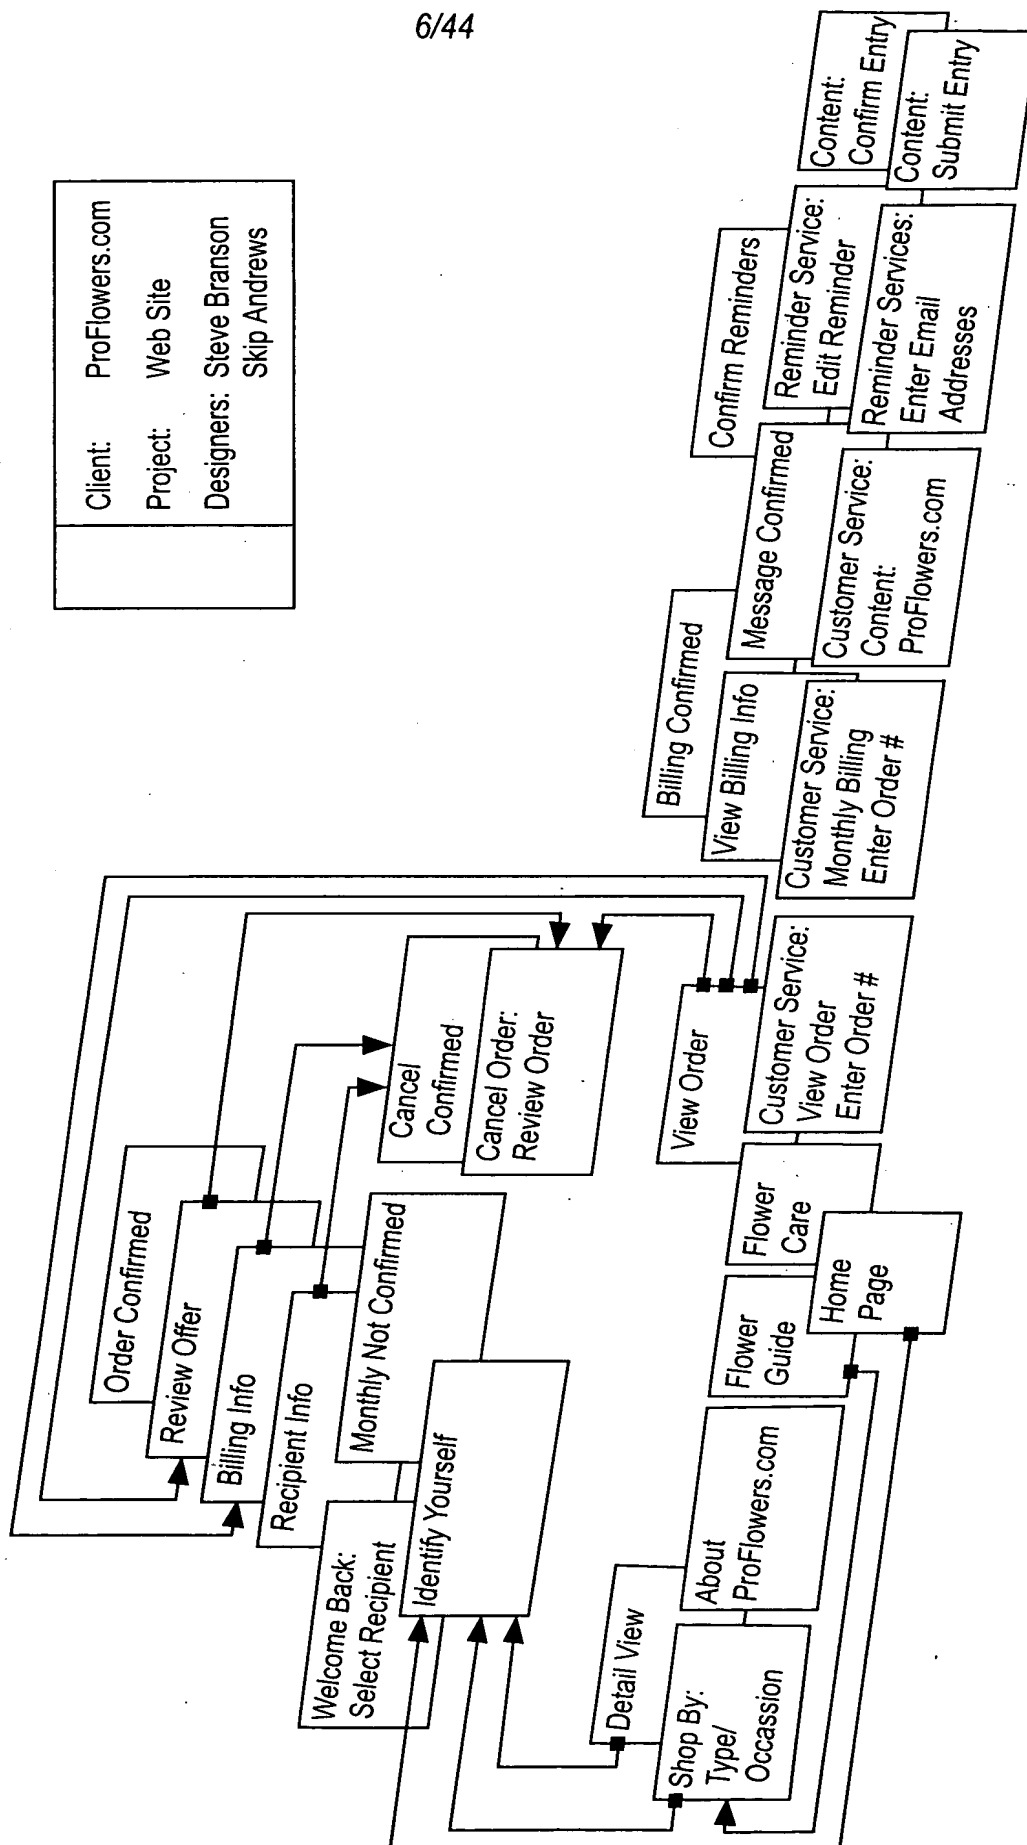 6/44
Client: ProFlowers.com
Project: Web Site
Designers: Steve Branson
Skip Andrews
Order Confirmed
Review Offer
Billing Info
Recipient Info
Monthly Not Confirmed
Welcome Back:
Select Recipient
Identify Yourself
Cancel
Confirmed
Cancel Order:
Review Order
Detail View
Shop By:
Type/
Occassion
About
ProFlowers.com
Flower
Guide
Home
Page
Flower
Care
View Order
Customer Service:
View Order
Enter Order #
Billing Confirmed
View Billing Info
Customer Service:
Monthly Billing
Enter Order #
Message Confirmed
Customer Service:
Content:
ProFlowers.com
Confirm Reminders
Reminder Service:
Edit Reminder
Reminder Services:
Enter Email
Addresses
Content:
Confirm Entry
Content:
Submit Entry